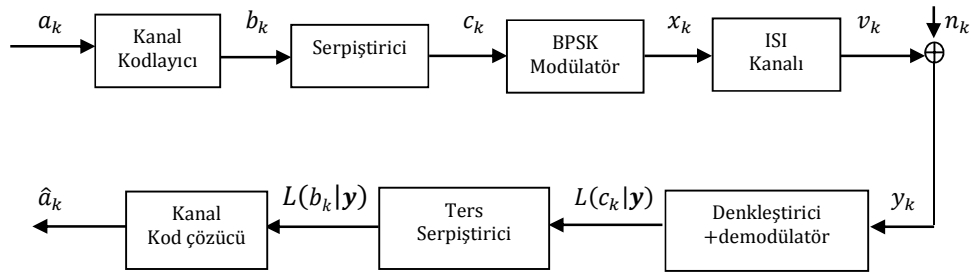 a_k
Kanal
Kodlayıcı
b_k
Serpiştirici
c_k
BPSK
Modülatör
x_k
ISI
Kanalı
v_k
n_k
â_k
Kanal
Kod çözücü
L(b_k|y)
Ters
Serpiştirici
L(c_k|y)
Denkleştirici
+demodülatör
y_k